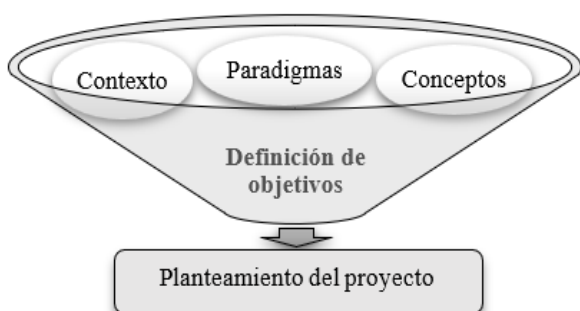 Contexto
Paradigmas
Conceptos
Definición de
objetivos
Planteamiento del proyecto